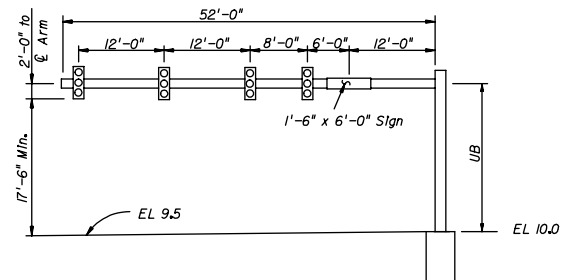 52'-0"
2'-0" to
℄ Arm
12'-0"
12'-0"
8'-0"
6'-0"
12'-0"
1'-6" x 6'-0" Sign
17'-6" Min.
UB
EL 9.5
EL 10.0